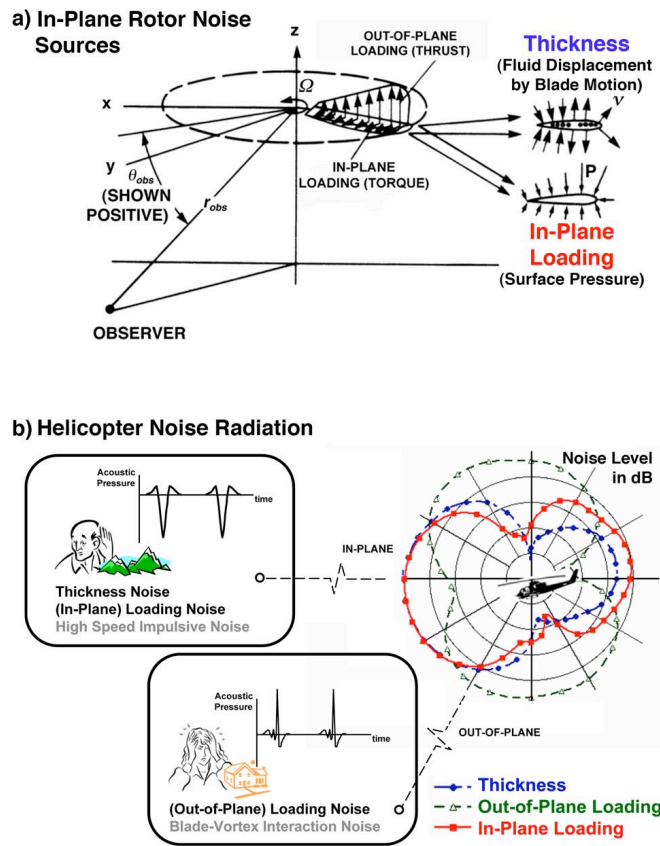 a) In-Plane Rotor Noise
Sources
z
OUT-OF-PLANE
LOADING (THRUST)
Thickness
(Fluid Displacement
by Blade Motion)
Ω
x
ν
y
θobs
(SHOWN
POSITIVE)
robs
IN-PLANE
LOADING (TORQUE)
P
In-Plane
Loading
(Surface Pressure)
OBSERVER
b) Helicopter Noise Radiation
Noise Level
in dB
Acoustic
Pressure
time
IN-PLANE
Thickness Noise
(In-Plane) Loading Noise
High Speed Impulsive Noise
Acoustic
Pressure
time
OUT-OF-PLANE
(Out-of-Plane) Loading Noise
Blade-Vortex Interaction Noise
Thickness
Out-of-Plane Loading
In-Plane Loading